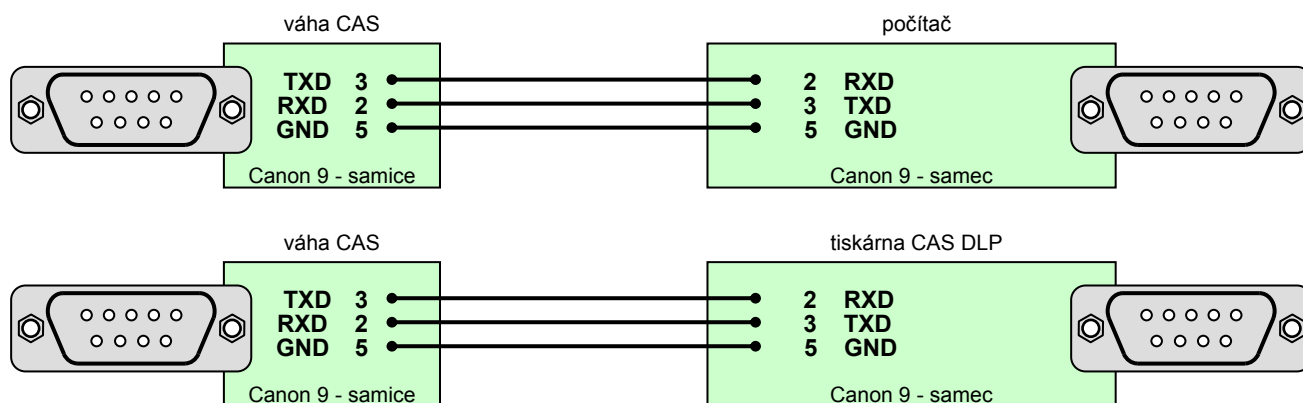 váha CAS
počítač
TXD 3
2 RXD
RXD 2
3 TXD
GND 5
5 GND
Canon 9 - samice
Canon 9 - samec
váha CAS
tiskárna CAS DLP
TXD 3
2 RXD
RXD 2
3 TXD
GND 5
5 GND
Canon 9 - samice
Canon 9 - samec